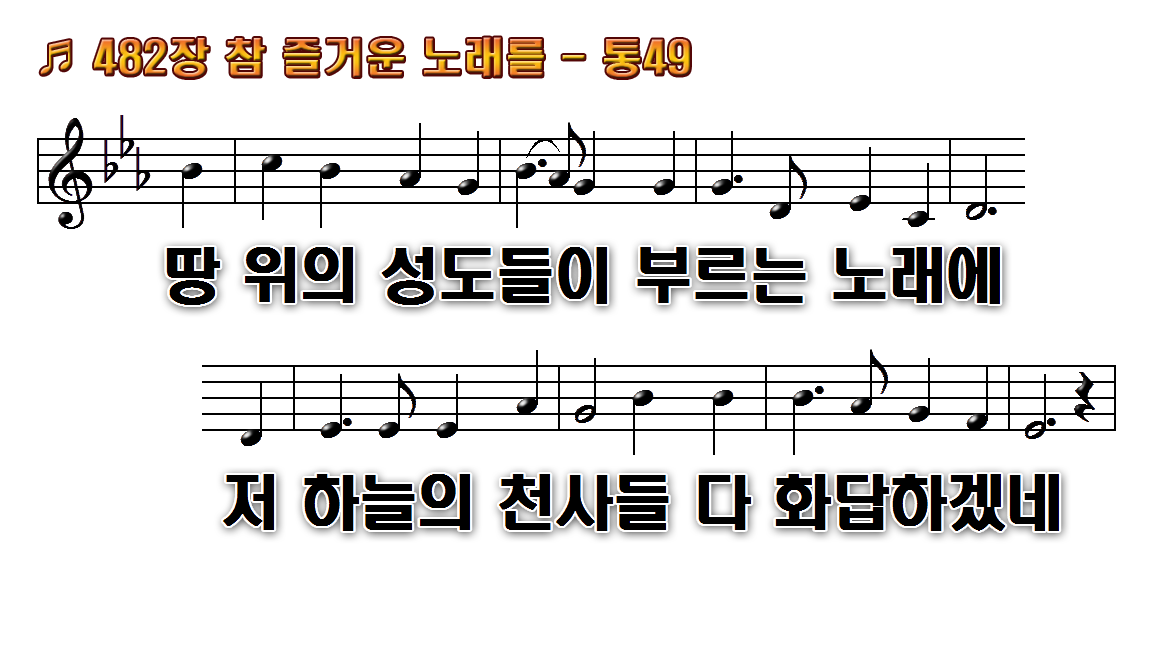 482장 참 즐거운 노래를 - 통49
땅 위의 성도들이 부르는 노래에
저 하늘의 천사들 다 화답하겠네